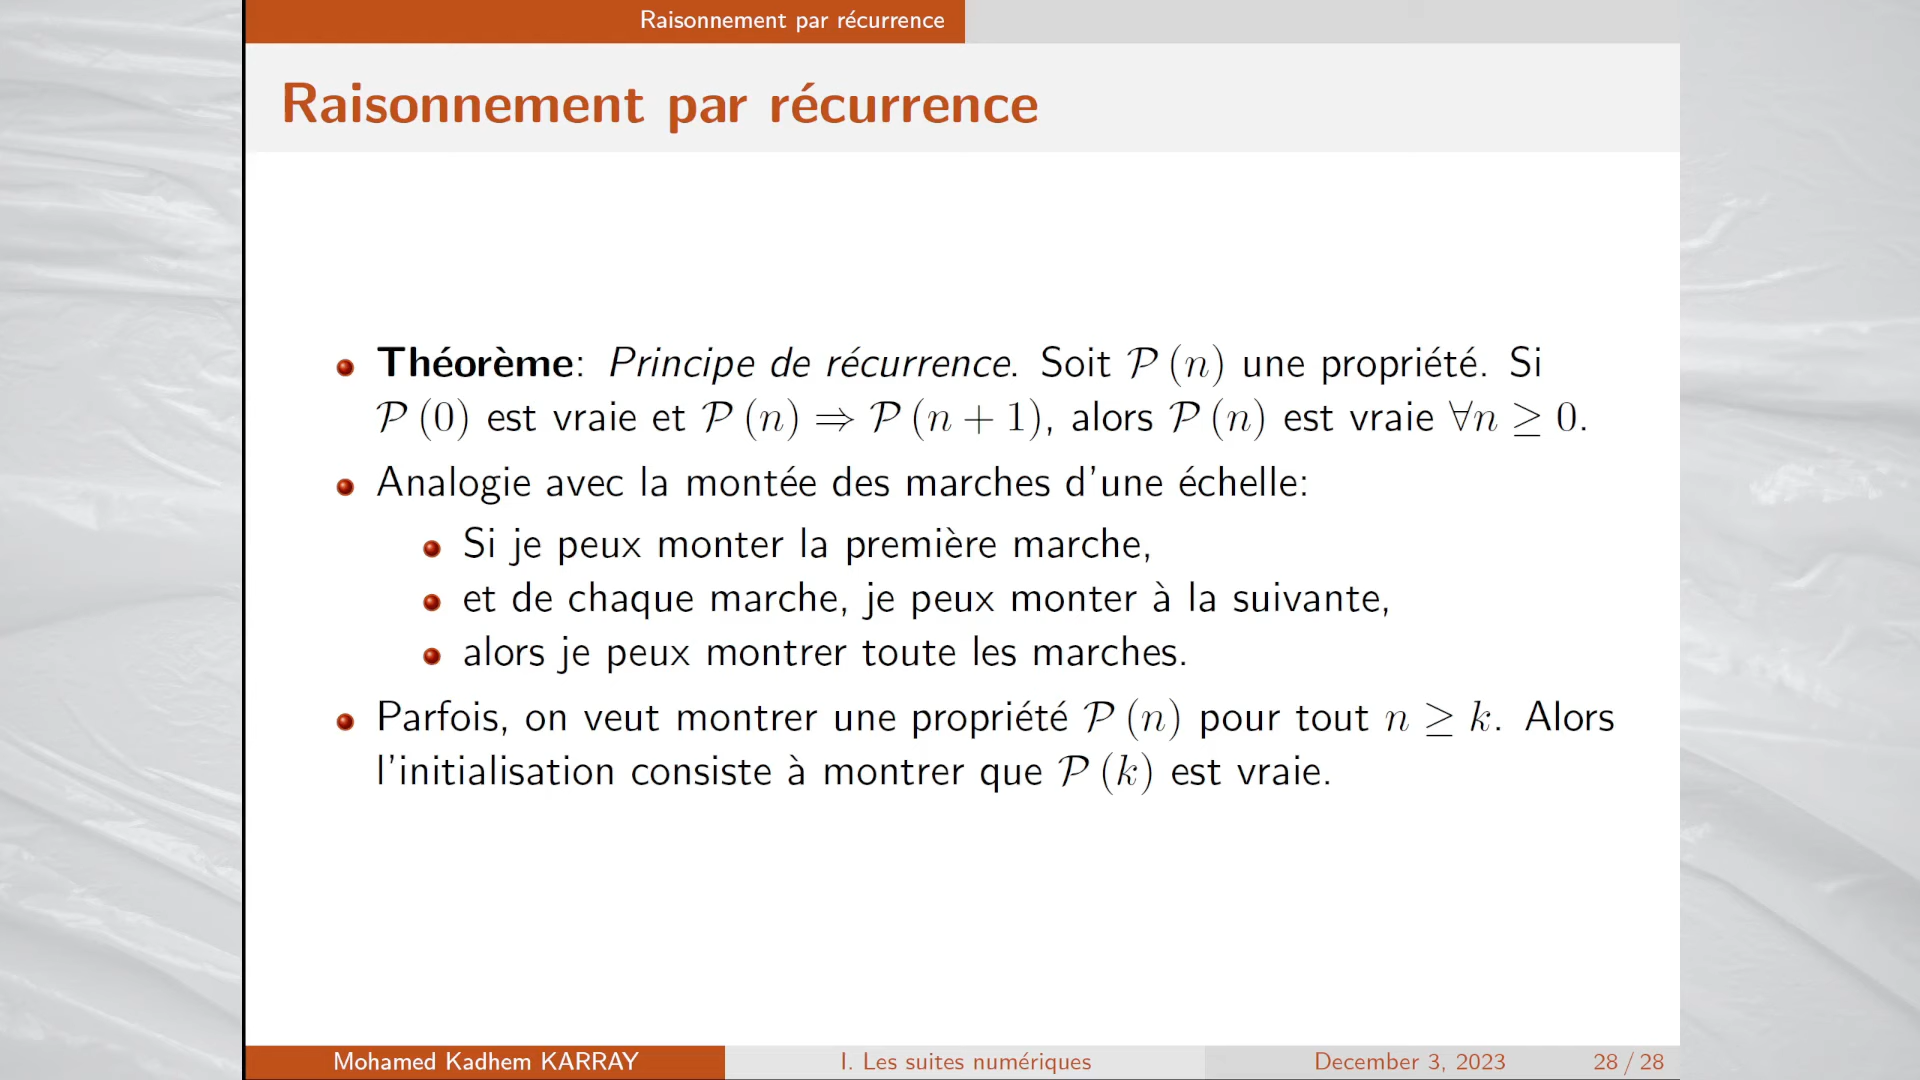 Raisonnement par récurrence
Raisonnement par récurrence
Théorème: Principe de récurrence. Soit 𝒫 (n) une propriété. Si
𝒫 (0) est vraie et 𝒫 (n) ⇒ 𝒫 (n + 1), alors 𝒫 (n) est vraie ∀n ≥ 0.
Analogie avec la montée des marches d'une échelle:
Si je peux monter la première marche,
et de chaque marche, je peux monter à la suivante,
alors je peux montrer toute les marches.
Parfois, on veut montrer une propriété 𝒫 (n) pour tout n ≥ k. Alors
l'initialisation consiste à montrer que 𝒫 (k) est vraie.
Mohamed Kadhem KARRAY I. Les suites numériques December 3, 2023 28 / 28